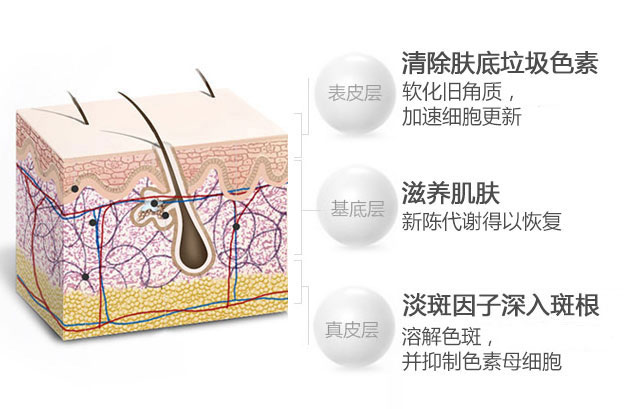 表皮层
清除肤底垃圾色素
软化旧角质，
加速细胞更新
基底层
滋养肌肤
新陈代谢得以恢复
真皮层
淡斑因子深入斑根
溶解色斑，
并抑制色素母细胞